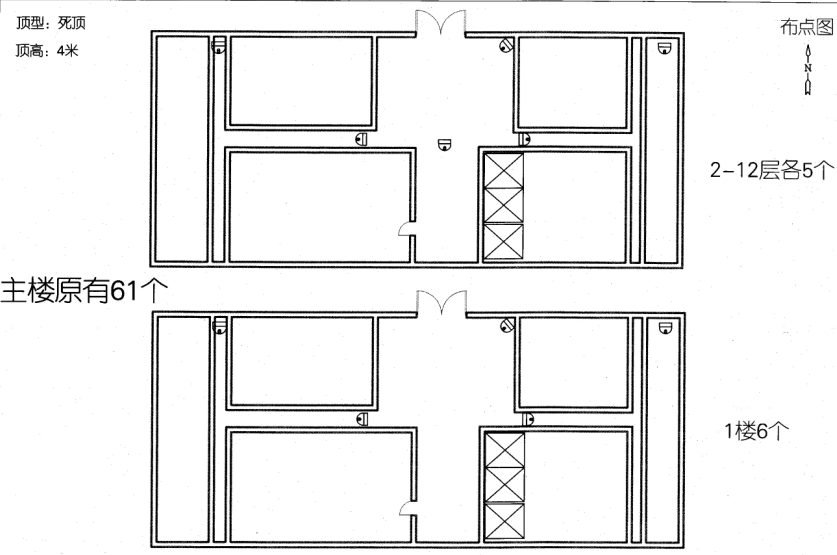 顶型：死顶
顶高：4米
布点图
N
2-12层各5个
主楼原有61个
1楼6个